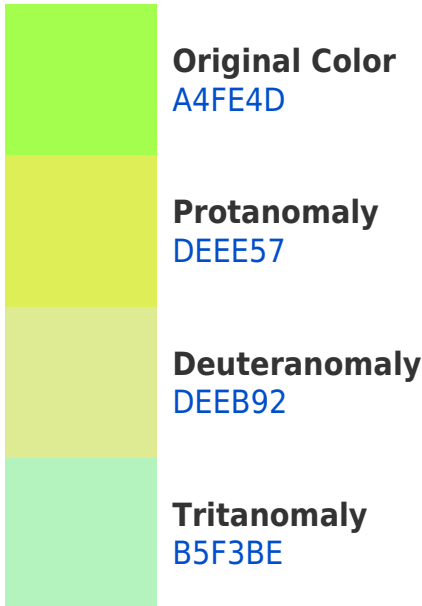 Original Color
A4FE4D
Protanomaly
DEEE57
Deuteranomaly
DEEB92
Tritanomaly
B5F3BE